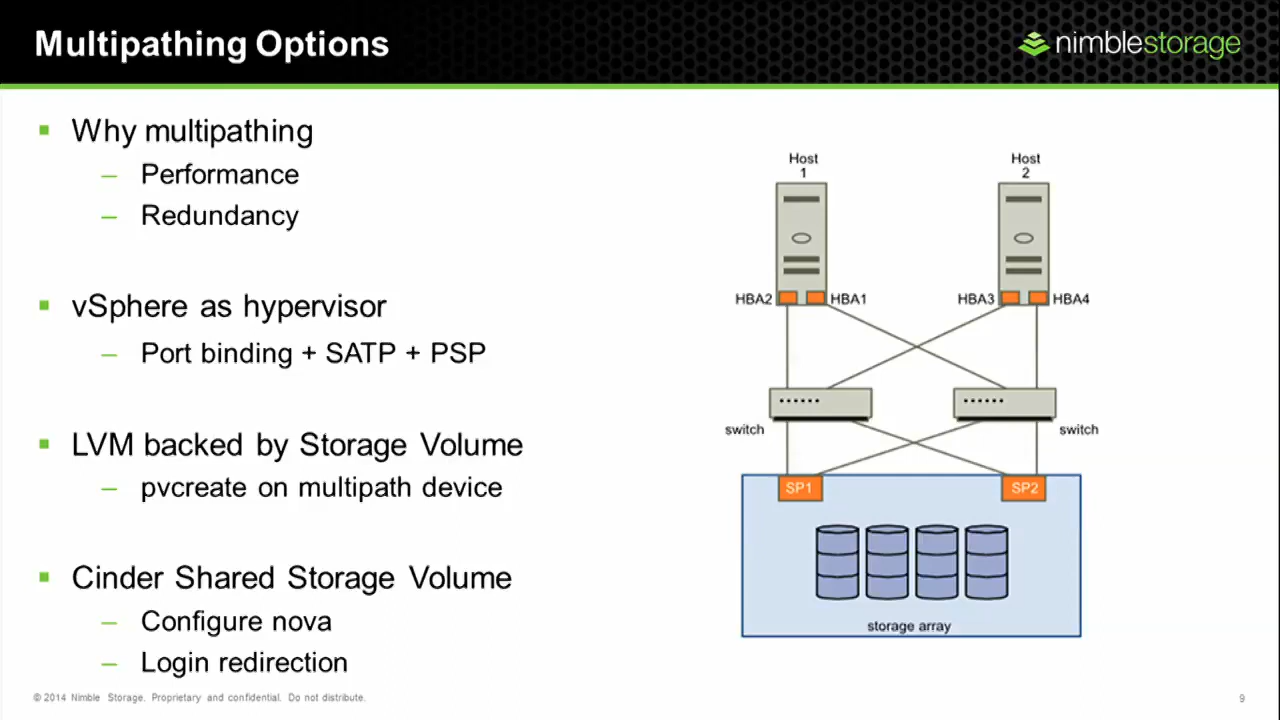 Multipathing Options
nimblestorage
Why multipathing
– Performance
– Redundancy
vSphere as hypervisor
– Port binding + SATP + PSP
LVM backed by Storage Volume
– pvcreate on multipath device
Cinder Shared Storage Volume
– Configure nova
– Login redirection
Host
1
Host
2
HBA2
HBA1
HBA3
HBA4
switch
switch
SP1
SP2
storage array
© 2014 Nimble Storage. Proprietary and confidential. Do not distribute.
9